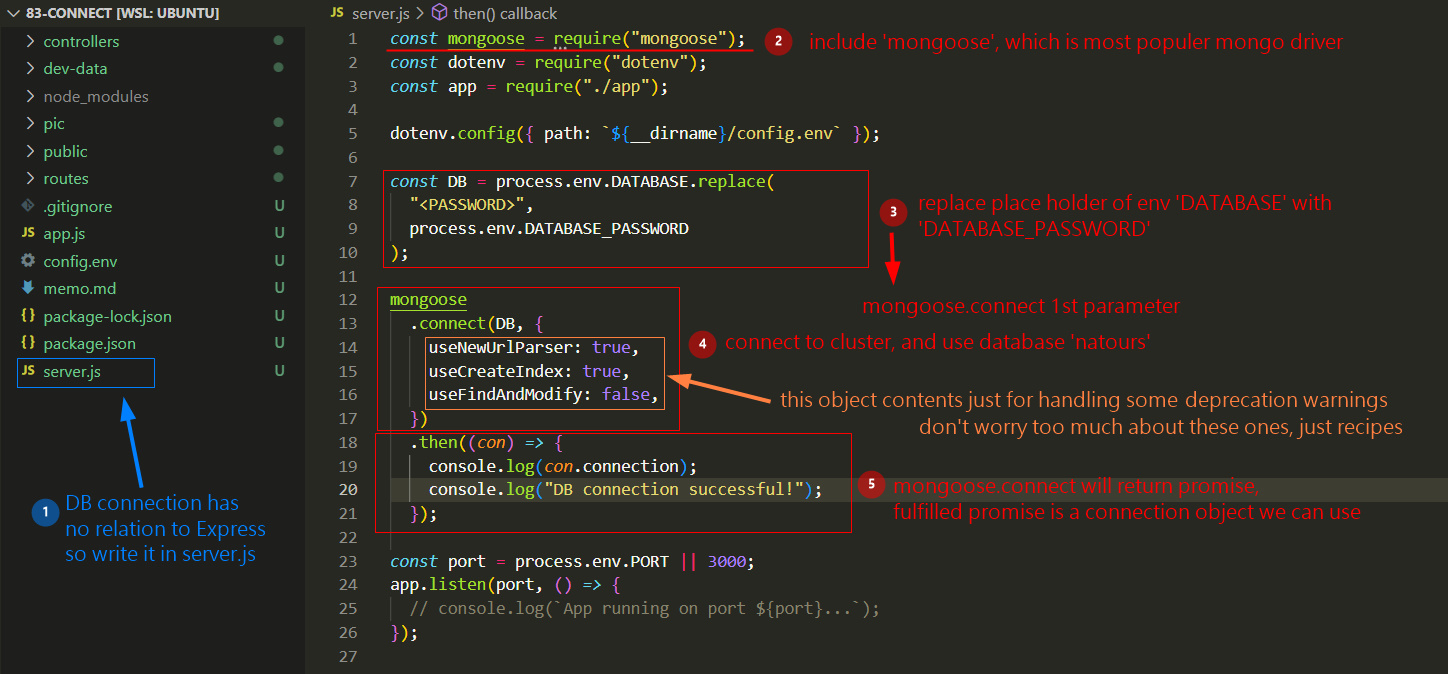 83-CONNECT [WSL: UBUNTU]
controllers
dev-data
node_modules
pic
public
routes
.gitignore U
JS app.js U
config.env U
memo.md U
{} package-lock.json U
{} package.json U
JS server.js U
1 DB connection has
no relation to Express
so write it in server.js
JS server.js > then() callback
1 const mongoose = require("mongoose");
2 include 'mongoose', which is most populer mongo driver
2 const dotenv = require("dotenv");
3 const app = require("./app");
4
5 dotenv.config({ path: `${__dirname}/config.env` });
6
7 const DB = process.env.DATABASE.replace(
8 "<PASSWORD>",
9 process.env.DATABASE_PASSWORD
10 );
3 replace place holder of env 'DATABASE' with
'DATABASE_PASSWORD'
mongoose.connect 1st parameter
11
12 mongoose
13 .connect(DB, {
14 useNewUrlParser: true,
15 useCreateIndex: true,
16 useFindAndModify: false,
17 })
4 connect to cluster, and use database 'natours'
this object contents just for handling some deprecation warnings
don't worry too much about these ones, just recipes
18 .then((con) => {
19 console.log(con.connection);
20 console.log("DB connection successful!");
21 });
5 mongoose.connect will return promise,
fulfilled promise is a connection object we can use
22
23 const port = process.env.PORT || 3000;
24 app.listen(port, () => {
25 // console.log(`App running on port ${port}...`);
26 });
27